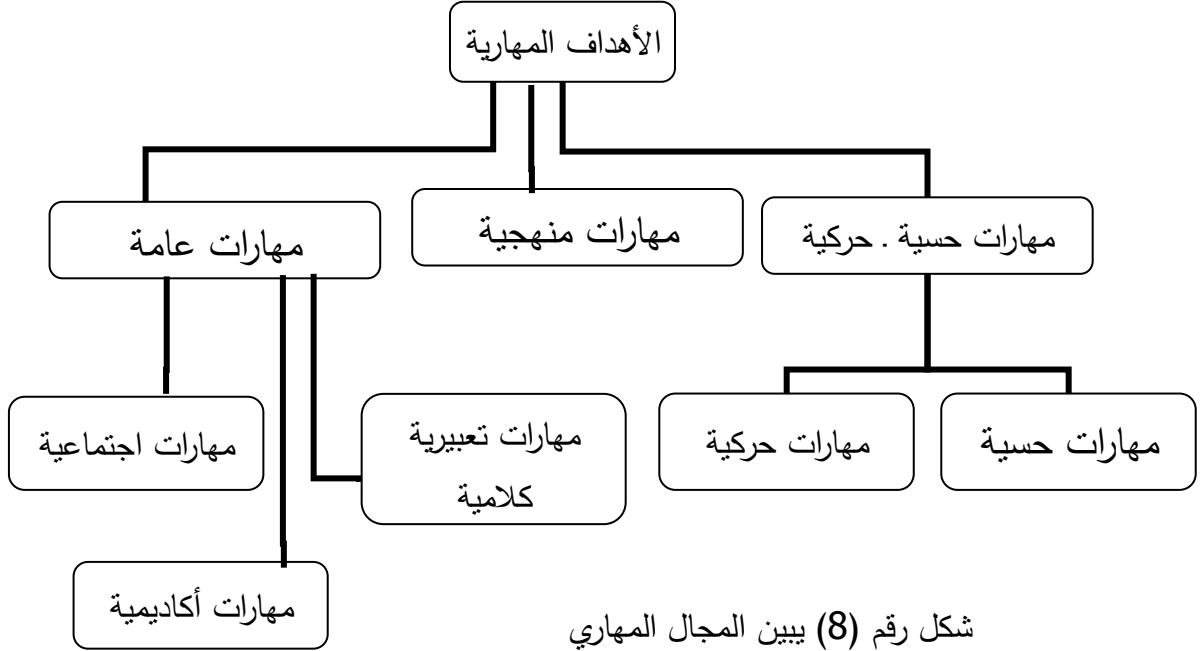 الأهداف المهارية
مهارات حسية . حركية
مهارات منهجية
مهارات عامة
مهارات حسية
مهارات حركية
مهارات تعبيرية
كلامية
مهارات اجتماعية
مهارات أكاديمية
شكل رقم (8) يبين المجال المهاري